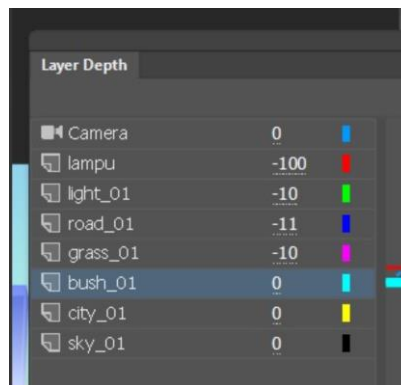 Layer Depth
Camera 0
lampu -100
light_01 -10
road_01 -11
grass_01 -10
bush_01 0
city_01 0
sky_01 0